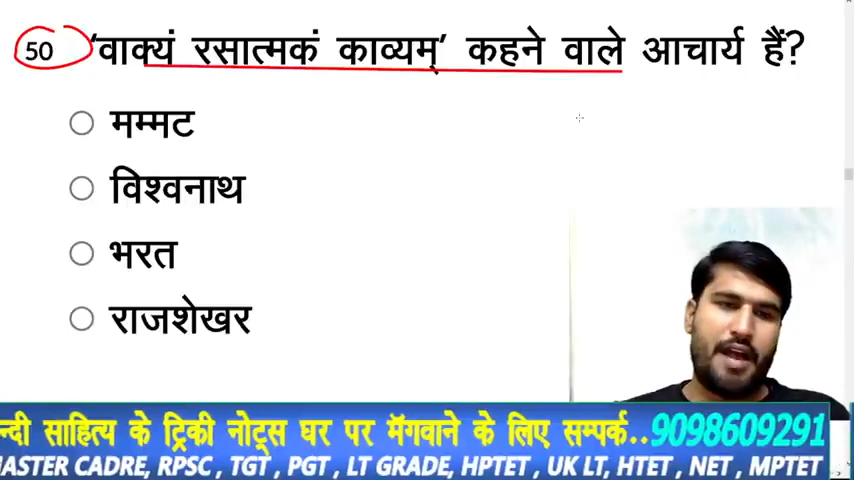 50 'वाक्यं रसात्मकं काव्यम्' कहने वाले आचार्य हैं?
मम्मट
विश्वनाथ
भरत
राजशेखर
न्दी साहित्य के ट्रिकी नोट्स घर पर मँगवाने के लिए सम्पर्क..9098609291
MASTER CADRE, RPSC , TGT , PGT , LT GRADE, HPTET , UK LT, HTET , NET , MPTET